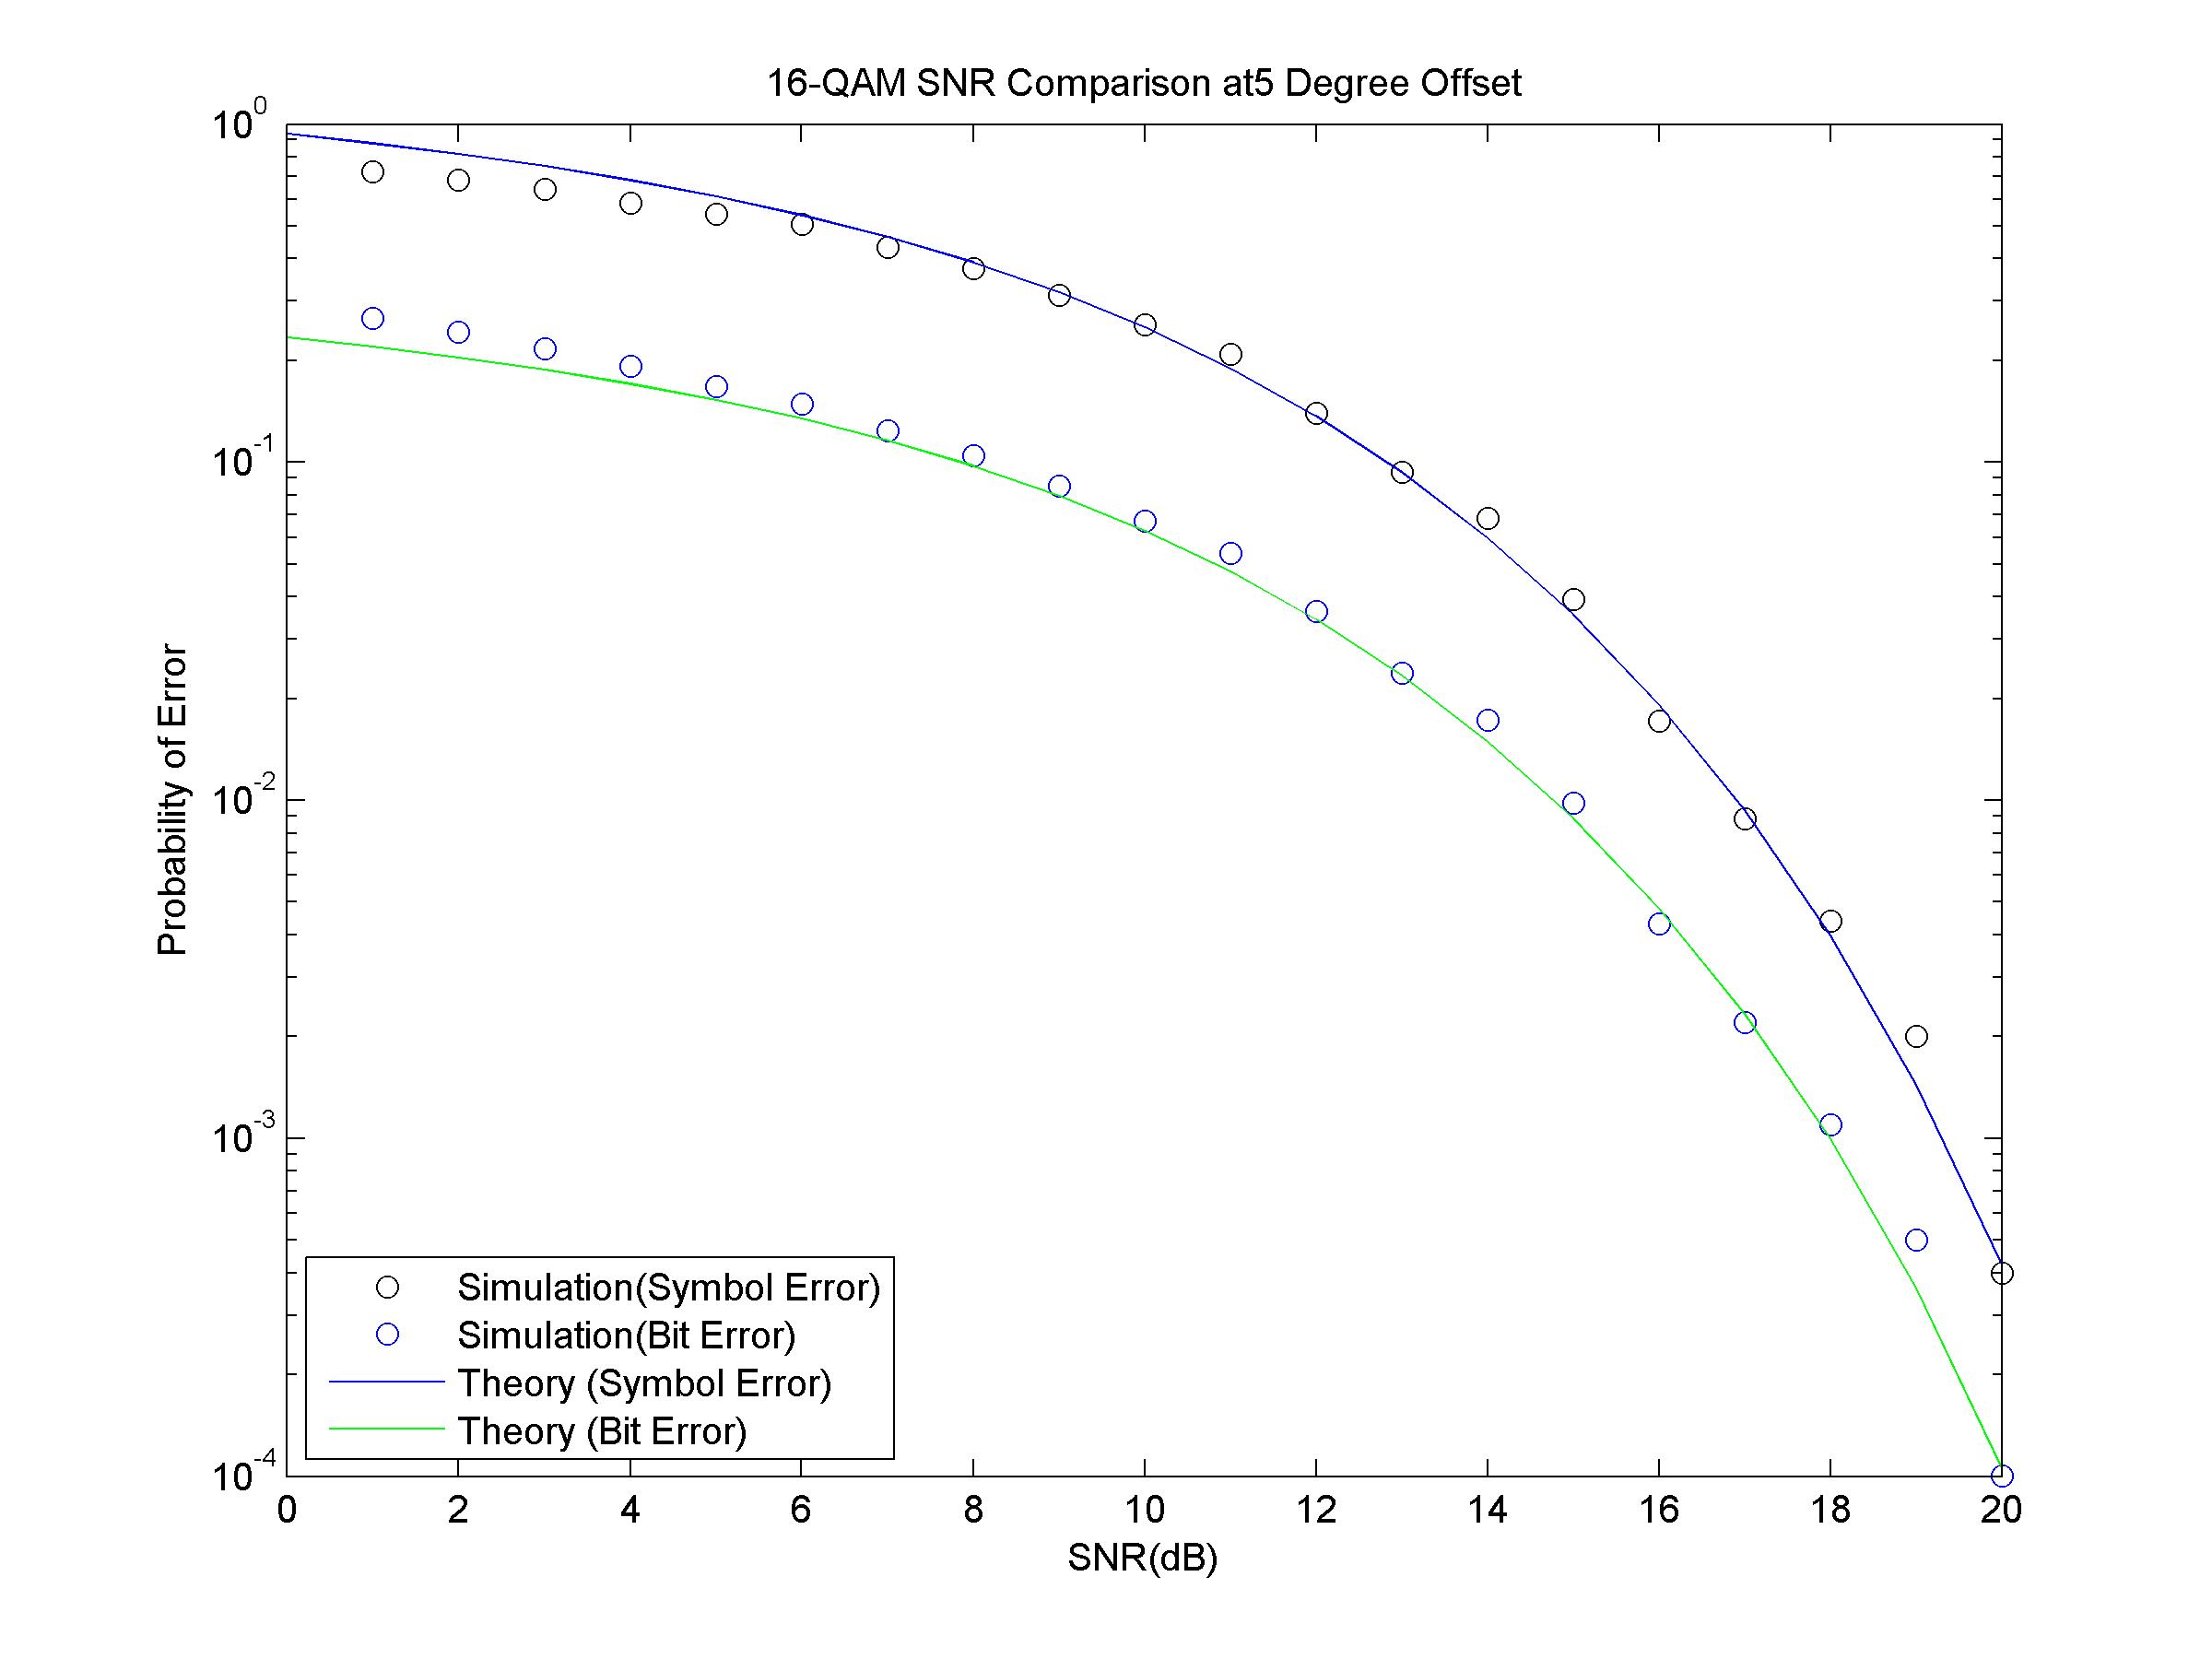 16-QAM SNR Comparison at5 Degree Offset
10^0
10^-1
10^-2
10^-3
10^-4
Probability of Error
Simulation(Symbol Error)
Simulation(Bit Error)
Theory (Symbol Error)
Theory (Bit Error)
0 2 4 6 8 10 12 14 16 18 20
SNR(dB)